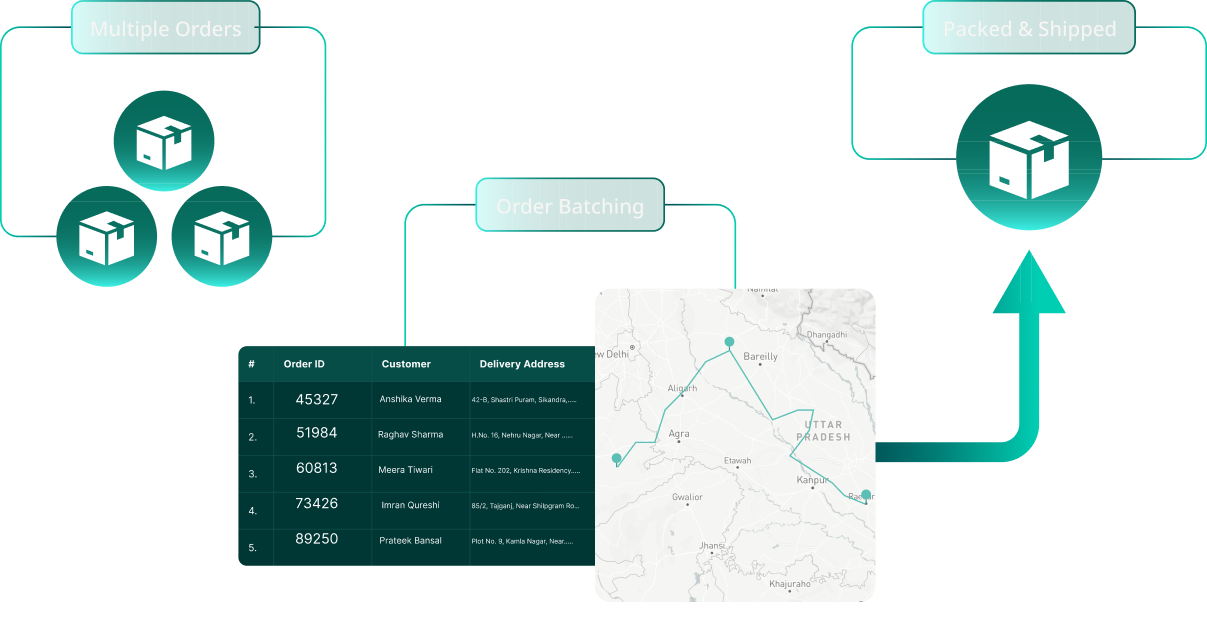 Multiple Orders
Packed & Shipped
Order Batching
# Order ID Customer Delivery Address
1. 45327 Anshika Verma 42-B, Shastri Puram, Sikandra,.....
2. 51984 Raghav Sharma H.No. 16, Nehru Nagar, Near ......
3. 60813 Meera Tiwari Flat No. 202, Krishna Residency.....
4. 73426 Imran Qureshi 85/2, Tajganj, Near Shilpgram Ro...
5. 89250 Prateek Bansal Plot No. 9, Kamla Nagar, Near.....
Nainital
Dhangadhi
ew Delhi
Bareilly
Aligarh
UTTAR
PRADESH
Agra
Etawah
Kanpur
Gwalior
Jhansi
Khajuraho